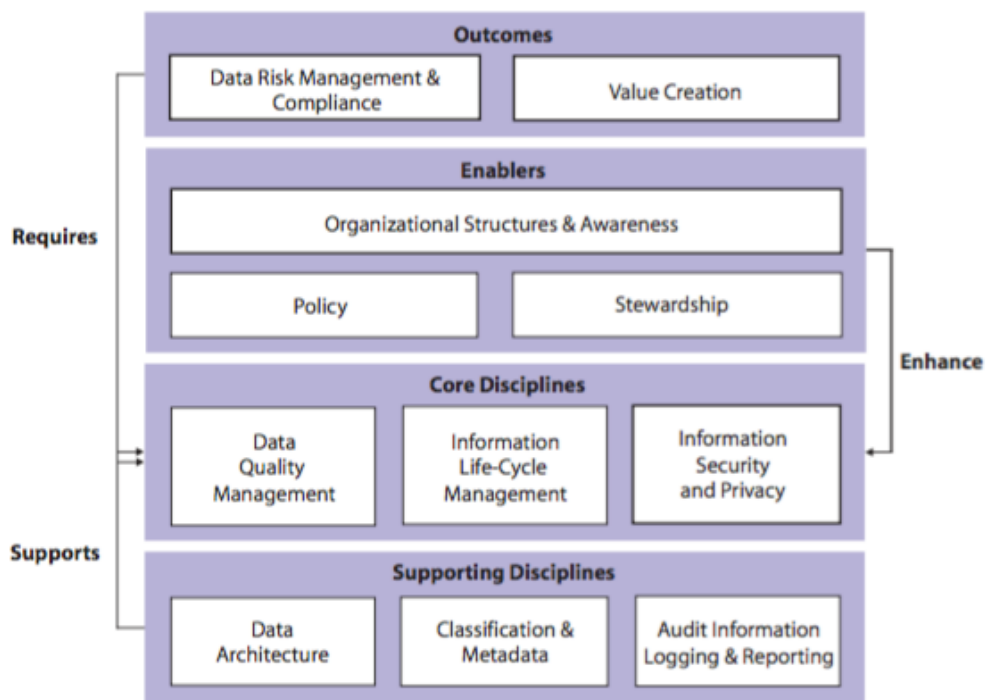 Outcomes
Data Risk Management &
Compliance
Value Creation
Enablers
Organizational Structures & Awareness
Policy
Stewardship
Requires
Enhance
Core Disciplines
Data
Quality
Management
Information
Life-Cycle
Management
Information
Security
and Privacy
Supports
Supporting Disciplines
Data
Architecture
Classification &
Metadata
Audit Information
Logging & Reporting